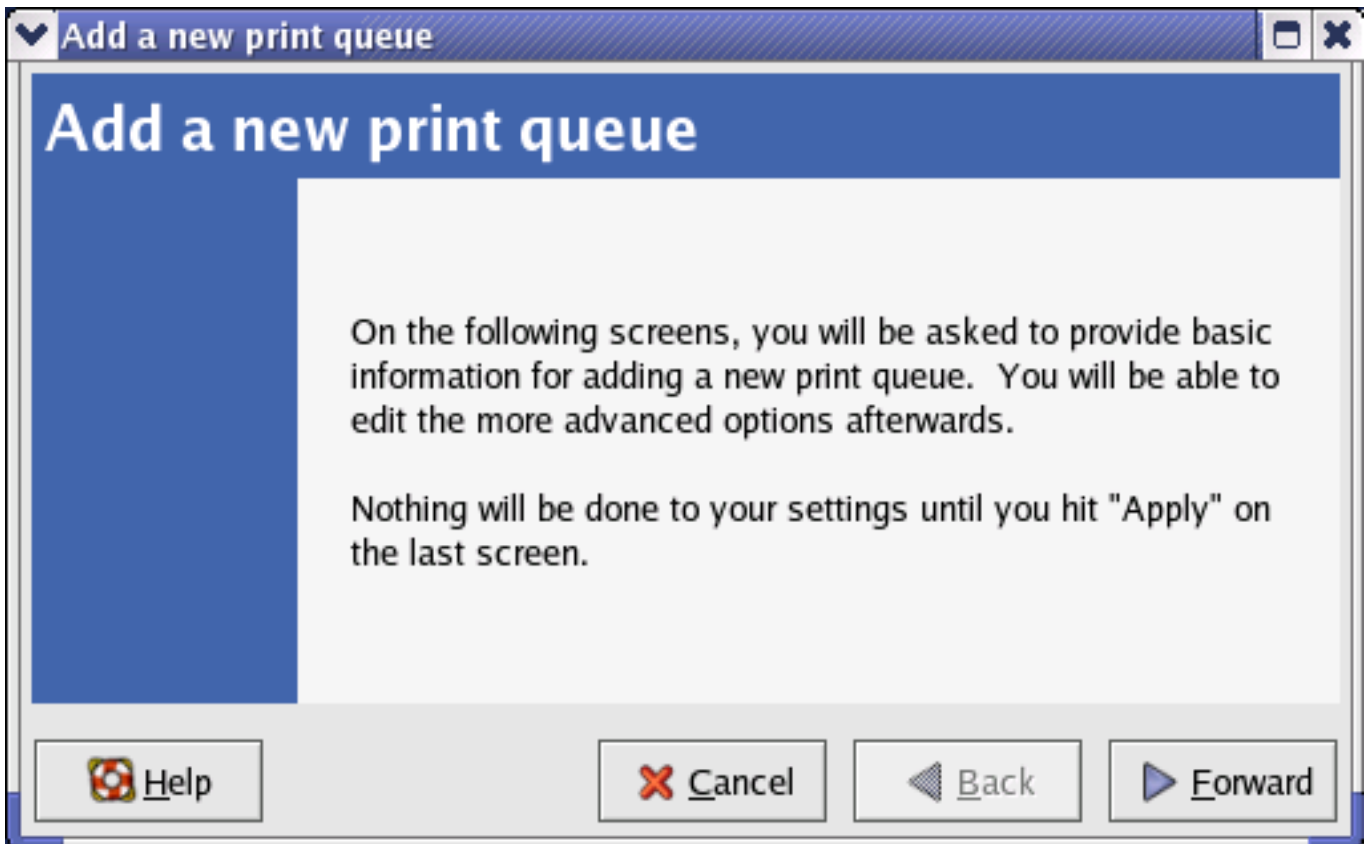 Add a new print queue
Add a new print queue
On the following screens, you will be asked to provide basic
information for adding a new print queue.  You will be able to
edit the more advanced options afterwards.
Nothing will be done to your settings until you hit "Apply" on
the last screen.
Help
Cancel
Back
Forward